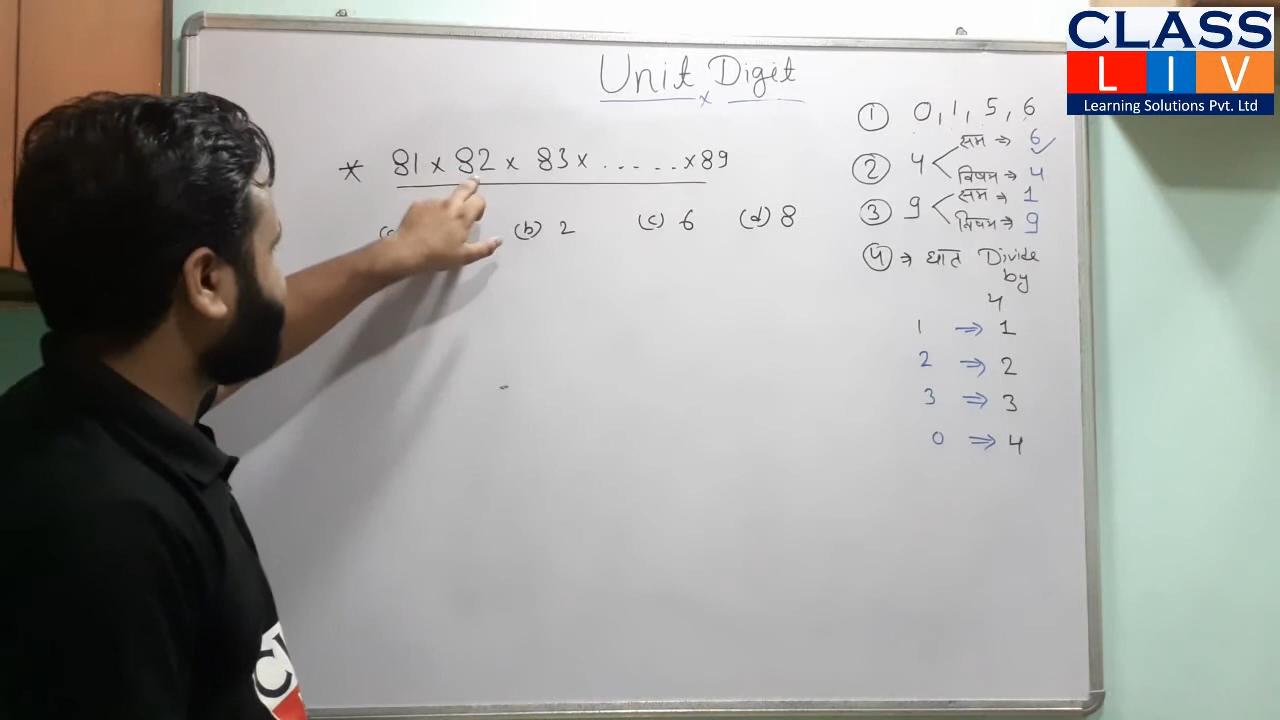 CLASS
LIV
Learning Solutions Pvt. Ltd
Unit Digit
x
* 81 x 82 x 83 x ...... x 89
(b) 2 (c) 6 (d) 8
① 0, 1, 5, 6
② 4 सम → 6 ✓
विषम → 4
③ 9 सम → 1
विषम → 9
④ → घात Divide
by
4
1 ⇒ 1
2 ⇒ 2
3 ⇒ 3
0 ⇒ 4